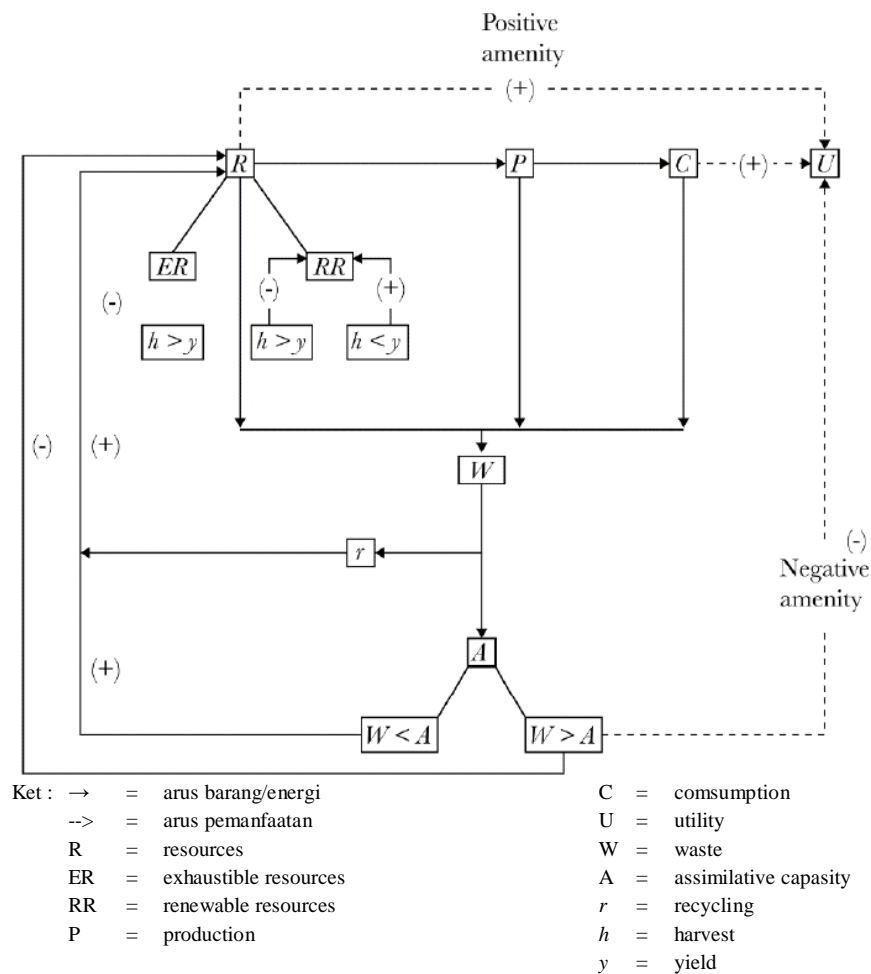 Positive
amenity
(+)
R
P
C
(+)
U
ER
RR
(-)
(-)
(+)
h > y
h > y
h < y
(-)
(+)
W
r
(-)
Negative
amenity
A
(+)
W < A
W > A
Ket : → = arus barang/energi
--> = arus pemanfaatan
R = resources
ER = exhaustible resources
RR = renewable resources
P = production
C = comsumption
U = utility
W = waste
A = assimilative capasity
r = recycling
h = harvest
y = yield